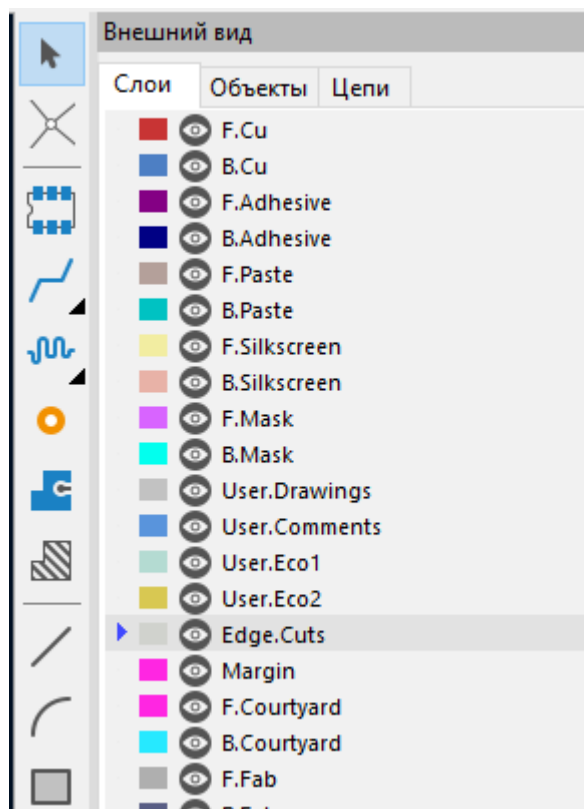 Внешний вид
Слои Объекты Цепи
F.Cu
B.Cu
F.Adhesive
B.Adhesive
F.Paste
B.Paste
F.Silkscreen
B.Silkscreen
F.Mask
B.Mask
User.Drawings
User.Comments
User.Eco1
User.Eco2
Edge.Cuts
Margin
F.Courtyard
B.Courtyard
F.Fab